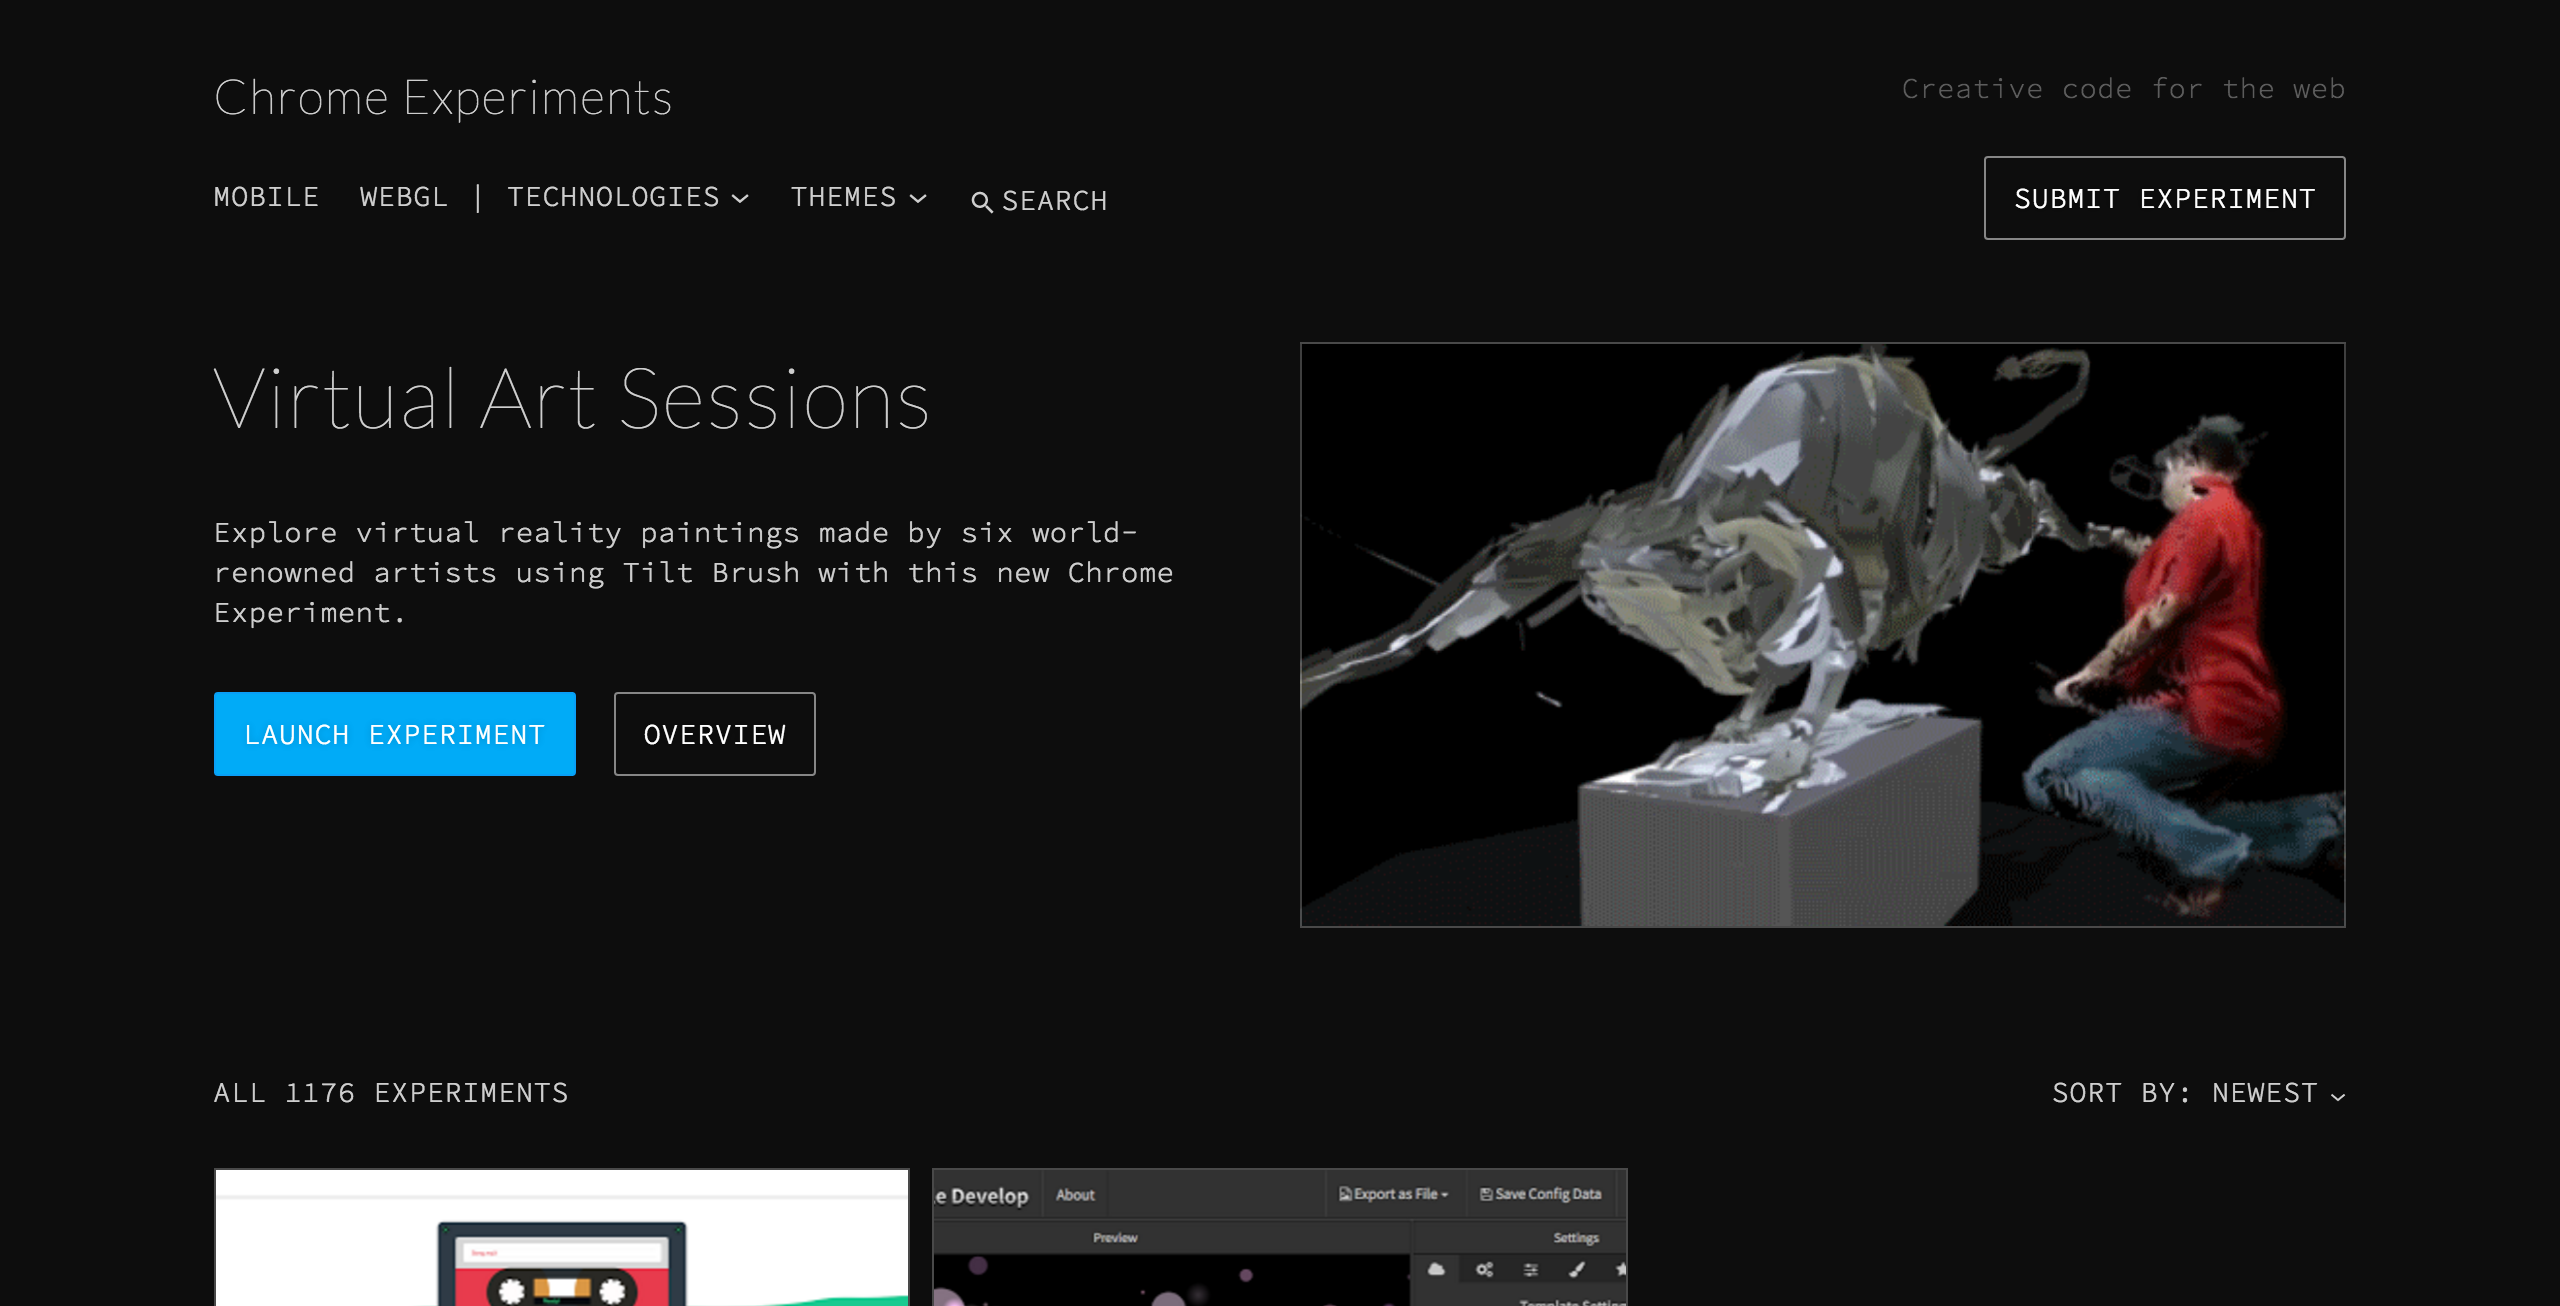 Chrome Experiments
Creative code for the web
MOBILE WEBGL | TECHNOLOGIES THEMES SEARCH
SUBMIT EXPERIMENT
Virtual Art Sessions
Explore virtual reality paintings made by six world-
renowned artists using Tilt Brush with this new Chrome
Experiment.
LAUNCH EXPERIMENT OVERVIEW
ALL 1176 EXPERIMENTS
SORT BY: NEWEST
e Develop About Export as File Save Config Data
Preview Settings